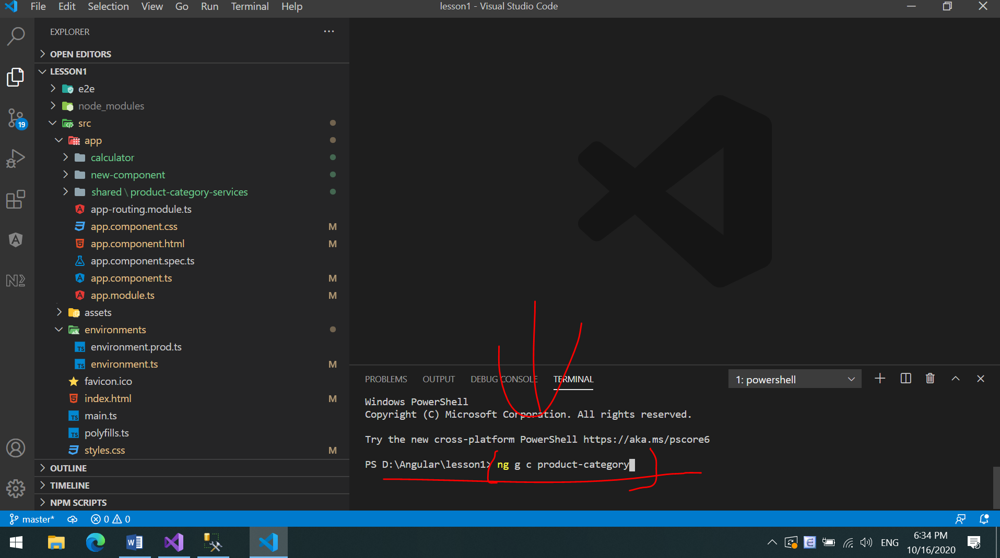 File Edit Selection View Go Run Terminal Help
lesson1 - Visual Studio Code
EXPLORER
OPEN EDITORS
LESSON1
e2e
node_modules
src
app
calculator
new-component
shared \ product-category-services
app-routing.module.ts
app.component.css M
app.component.html M
app.component.spec.ts
app.component.ts M
app.module.ts M
assets
environments
environment.prod.ts
environment.ts M
favicon.ico
index.html M
main.ts
polyfills.ts
styles.css M
OUTLINE
TIMELINE
NPM SCRIPTS
19
PROBLEMS OUTPUT DEBUG CONSOLE TERMINAL
1: powershell
Windows PowerShell
Copyright (C) Microsoft Corporation. All rights reserved.
Try the new cross-platform PowerShell https://aka.ms/pscore6
PS D:\Angular\lesson1> ng g c product-category
master* 0 0
ENG
6:34 PM
10/16/2020